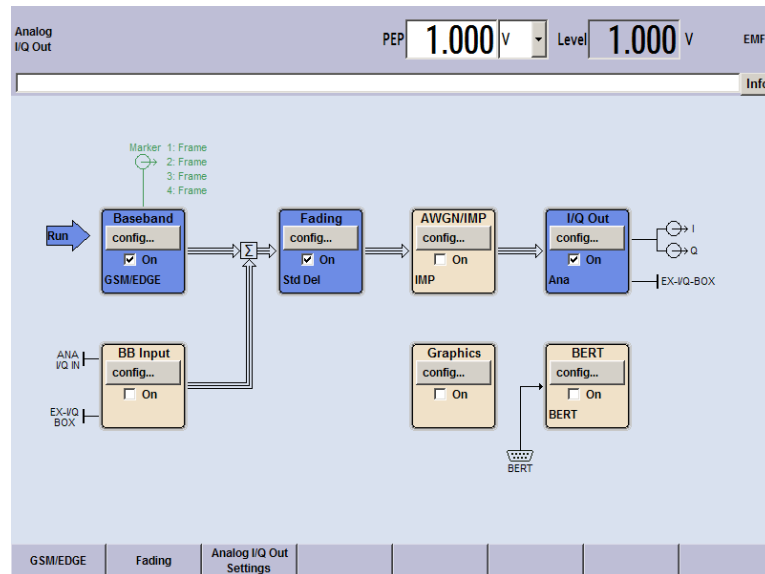 Analog
I/Q Out
PEP 1.000 V Level 1.000 V EMF
Info
Marker 1: Frame
2: Frame
3: Frame
4: Frame
Run
Baseband
config...
On
GSM/EDGE
Σ
Fading
config...
On
Std Del
AWGN/IMP
config...
On
IMP
I/Q Out
config...
On
Ana
I
Q
EX-I/Q-BOX
ANA
I/Q IN
EX-I/Q
BOX
BB Input
config...
On
Graphics
config...
On
BERT
config...
On
BERT
BERT
GSM/EDGE Fading Analog I/Q Out
Settings